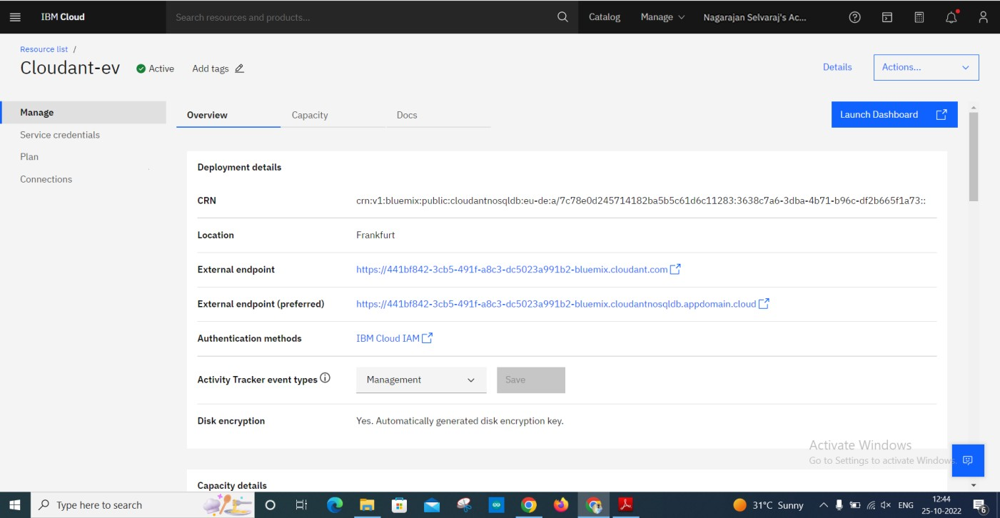 IBM Cloud
Search resources and products...
Catalog
Manage
Nagarajan Selvaraj's Ac...
Resource list /
Cloudant-ev
Active
Add tags
Details
Actions...
Manage
Service credentials
Plan
Connections
Overview
Capacity
Docs
Launch Dashboard
Deployment details
CRN
crn:v1:bluemix:public:cloudantnosqldb:eu-de:a/7c78e0d245714182ba5b5c61d6c11283:3638c7a6-3dba-4b71-b96c-df2b665f1a73::
Location
Frankfurt
External endpoint
https://441bf842-3cb5-491f-a8c3-dc5023a991b2-bluemix.cloudant.com
External endpoint (preferred)
https://441bf842-3cb5-491f-a8c3-dc5023a991b2-bluemix.cloudantnosqldb.appdomain.cloud
Authentication methods
IBM Cloud IAM
Activity Tracker event types
Management
Save
Disk encryption
Yes. Automatically generated disk encryption key.
Activate Windows
Go to Settings to activate Windows.
Capacity details
Type here to search
31°C Sunny
ENG
12:44
25-10-2022
6